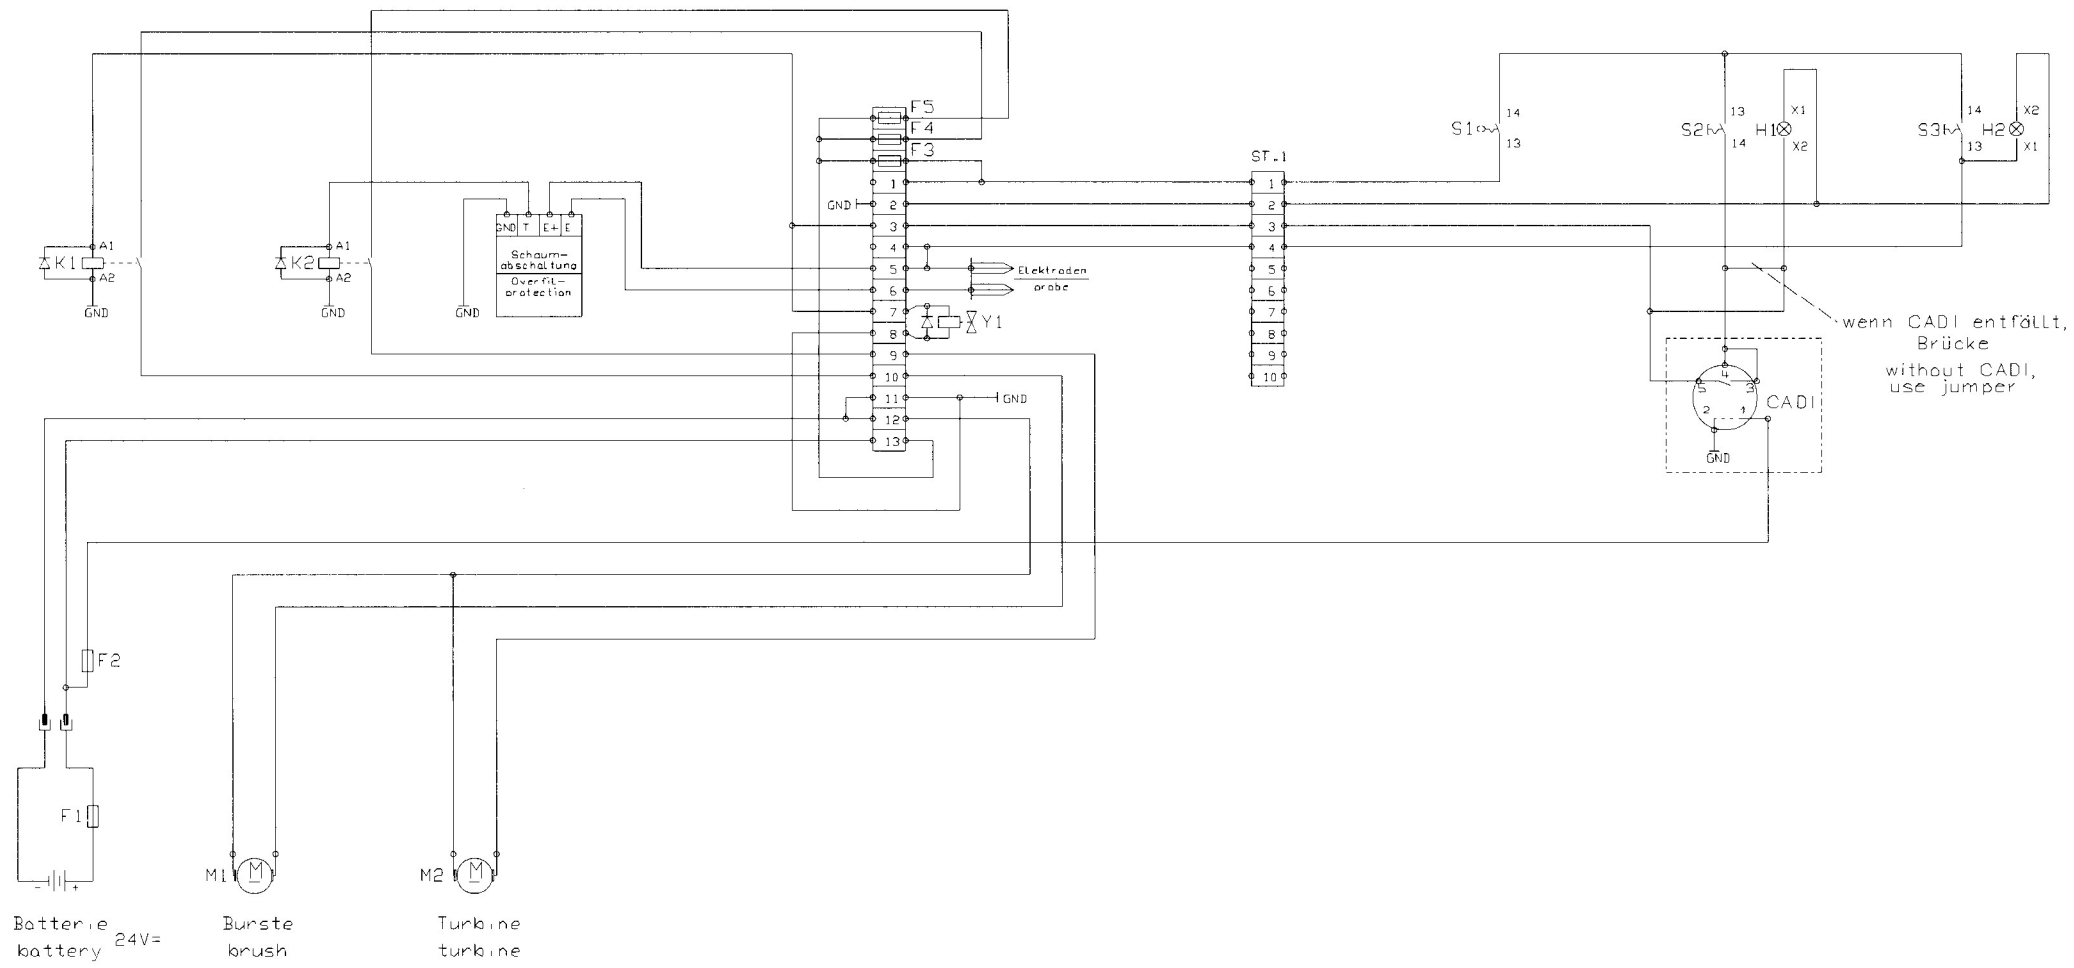 F5
F4
F3
1
GND 2
3
4
5
6
7
8
9
10
11 GND
12
13
A1
K1
A2
GND
A1
K2
A2
GND
GND
GND T E+ E
Schaum-
abschaltung
Overfil-
protection
Elektroden
probe
Y1
ST.1
1
2
3
4
5
6
7
8
9
10
14
S1
13
13
S2
14
X1
H1
X2
14
S3
13
X2
H2
X1
wenn CADI entfällt,
Brücke
without CADI,
use jumper
4
5 3
2 1
CADI
GND
F2
F1
- +
M1 M
M2 M
Batterie
battery 24V=
Burste
brush
Turbine
turbine